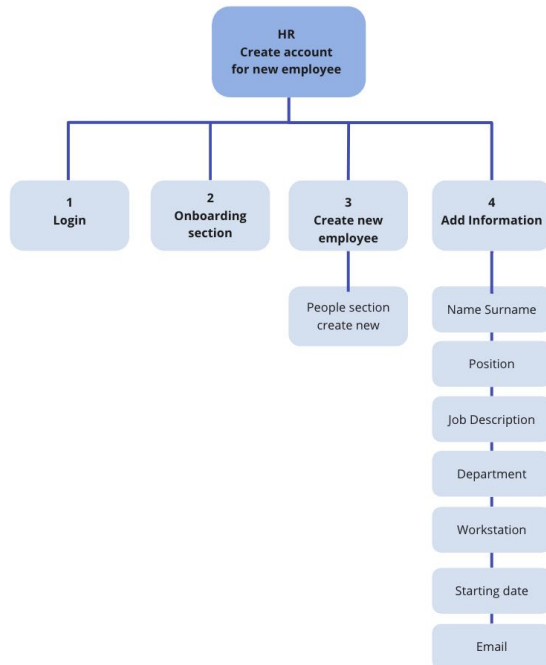 HR
Create account
for new employee
1
Login
2
Onboarding
section
3
Create new
employee
4
Add Information
People section
create new
Name Surname
Position
Job Description
Department
Workstation
Starting date
Email